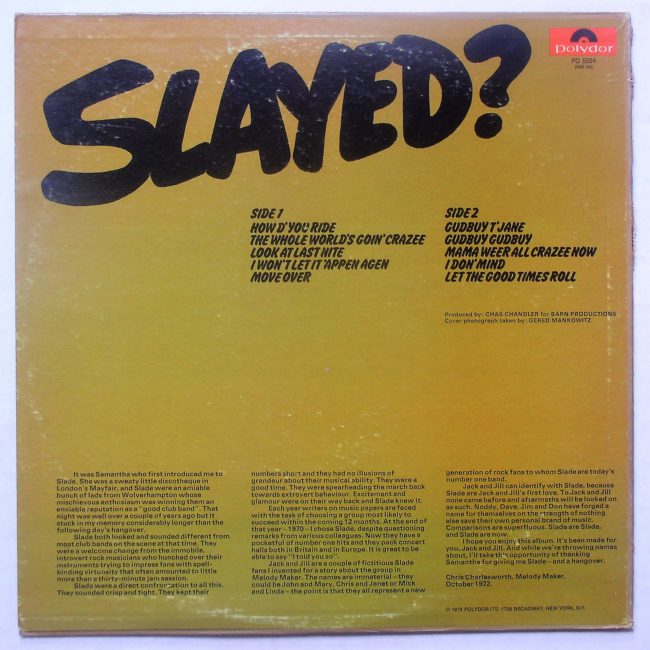 SLAYED?
polydor
PD 5524
SIDE 1
HOW D'YOU RIDE
THE WHOLE WORLD'S GOIN' CRAZEE
LOOK AT LAST NITE
I WON'T LET IT 'APPEN AGEN
MOVE OVER
SIDE 2
GUDBUY T'JANE
GUDBUY GUDBUY
MAMA WEER ALL CRAZEE NOW
I DON' MIND
LET THE GOOD TIMES ROLL
Produced by: CHAS CHANDLER for BARN PRODUCTIONS
Cover photograph taken by: GERED MANKOWITZ
It was Samantha who first introduced me to
Slade. She was a sweaty little discotheque in
London's Mayfair, and Slade were an amiable
bunch of lads from Wolverhampton whose
mischievous enthusiasm was winning them an
enviable reputation as a "good club band". That
night was well over a couple of years ago but it
stuck in my memory considerably longer than the
following day's hangover.
Slade both looked and sounded different from
most club bands on the scene at that time. They
were a welcome change from the immobile,
introvert rock musicians who hunched over their
instruments trying to impress fans with spell-
binding virtuosity that often amounted to little
more than a thirty-minute jam session.
Slade were a direct confrontation to all this.
They sounded crisp and tight. They kept their
numbers short and they had no illusions of
grandeur about their musical ability. They were a
good time. They were spearheading the march back
towards extrovert behaviour. Excitement and
glamour were on their way back and Slade knew it.
Each year writers on music papers are faced
with the task of choosing a group most likely to
succeed within the coming 12 months. At the end of
that year – 1970 – I chose Slade, despite questioning
remarks from various colleagues. Now they have a
pocketful of number one hits and they pack concert
halls both in Britain and in Europe. It is great to be
able to say "I told you so".
Jack and Jill are a couple of fictitious Slade
fans I invented for a story about the group in
Melody Maker. The names are immaterial – they
could be John and Mary, Chris and Janet or Mick
and Linda – the point is that they all represent a new
generation of rock fans to whom Slade are today's
number one band.
Jack and Jill can identify with Slade, because
Slade are Jack and Jill's first love. To Jack and Jill
none came before and aftermaths will be looked on
as such. Noddy, Dave, Jim and Don have forged a
name for themselves on the strength of nothing
else save their own personal brand of music.
Comparisons are superfluous. Slade are Slade,
and Slade are now.
I hope you enjoy this album. It's been made for
you, Jack and Jill. And while we're throwing names
about, I'll take the opportunity of thanking
Samantha for giving me Slade – and a hangover.
Chris Charlesworth, Melody Maker.
October 1972.
℗ 1972 POLYDOR LTD. 1700 BROADWAY, NEW YORK, N.Y.